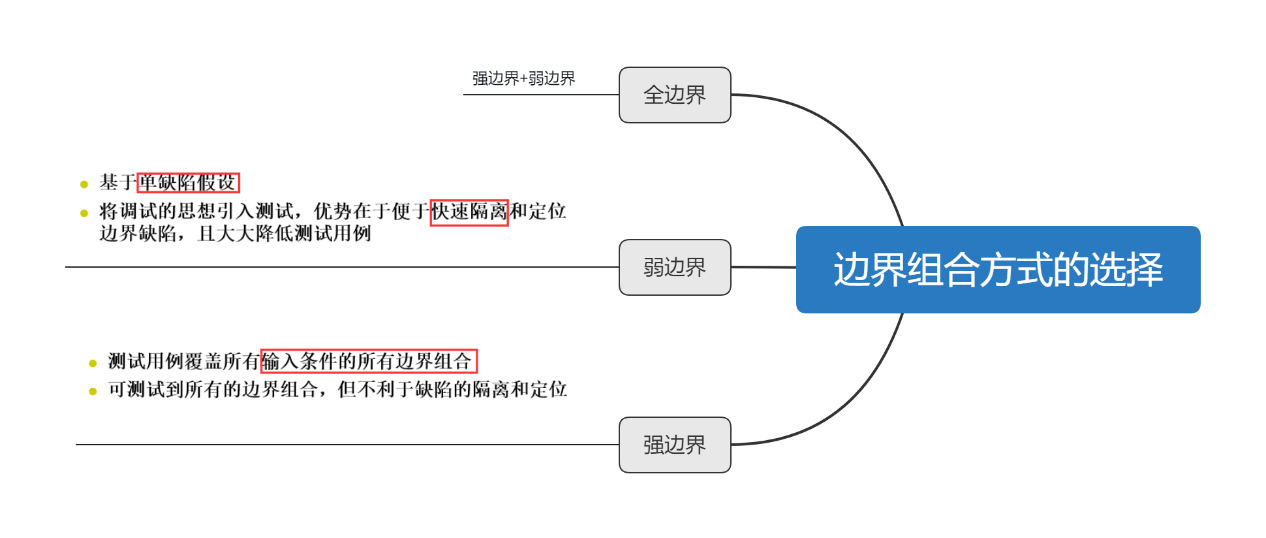 强边界+弱边界
全边界
基于单缺陷假设
将调试的思想引入测试，优势在于便于快速隔离和定位
边界缺陷，且大大降低测试用例
弱边界
边界组合方式的选择
测试用例覆盖所有输入条件的所有边界组合
可测试到所有的边界组合，但不利于缺陷的隔离和定位
强边界